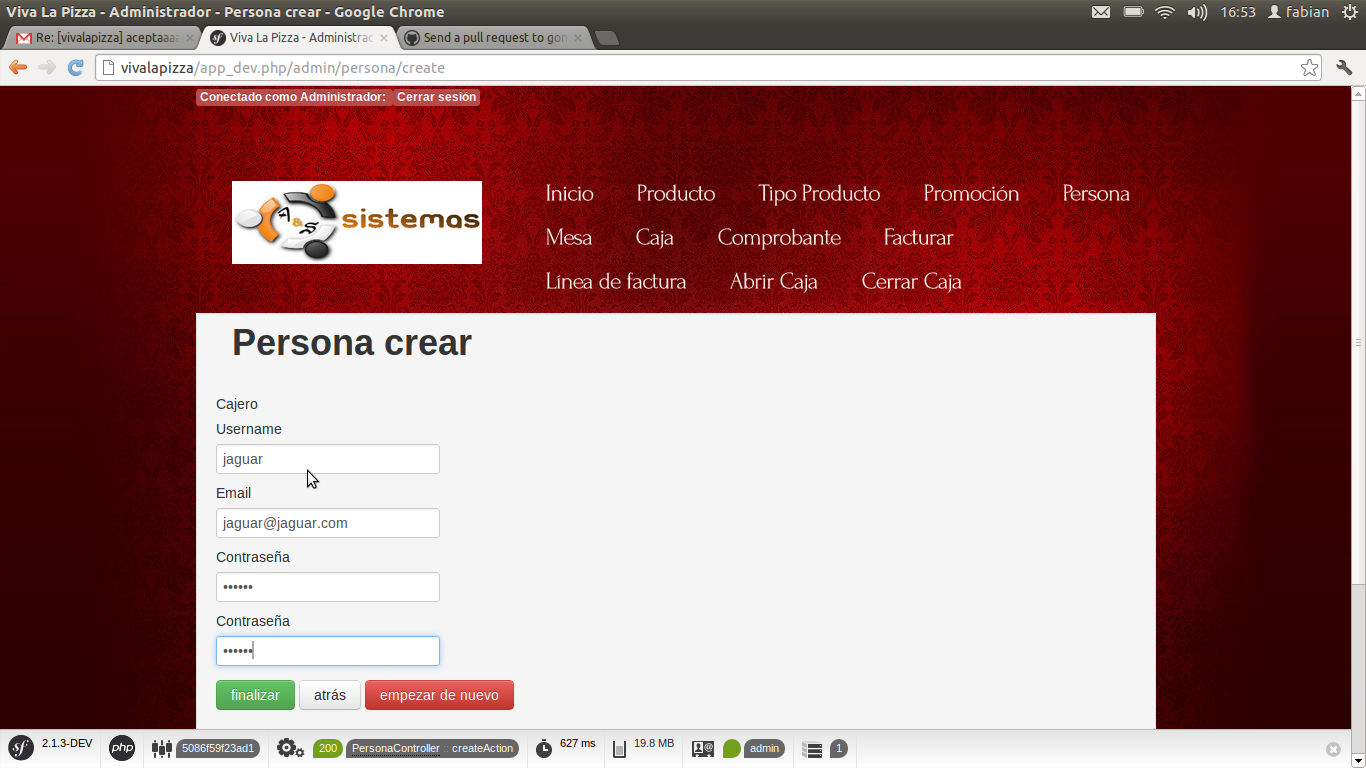 Viva La Pizza - Administrador - Persona crear - Google Chrome
16:53 fabian
Re: [vivalapizza] aceptaaaa
Viva La Pizza - Administrac
Send a pull request to gon
vivalapizza/app_dev.php/admin/persona/create
Conectado como Administrador: Cerrar sesión
A & S sistemas
Inicio Producto Tipo Producto Promoción Persona
Mesa Caja Comprobante Facturar
Línea de factura Abrir Caja Cerrar Caja
Persona crear
Cajero
Username
jaguar
Email
jaguar@jaguar.com
Contraseña
••••••
Contraseña
••••••
finalizar atrás empezar de nuevo
sf 2.1.3-DEV php 5086f59f23ad1 200 PersonaController :: createAction 627 ms 19.8 MB admin 1